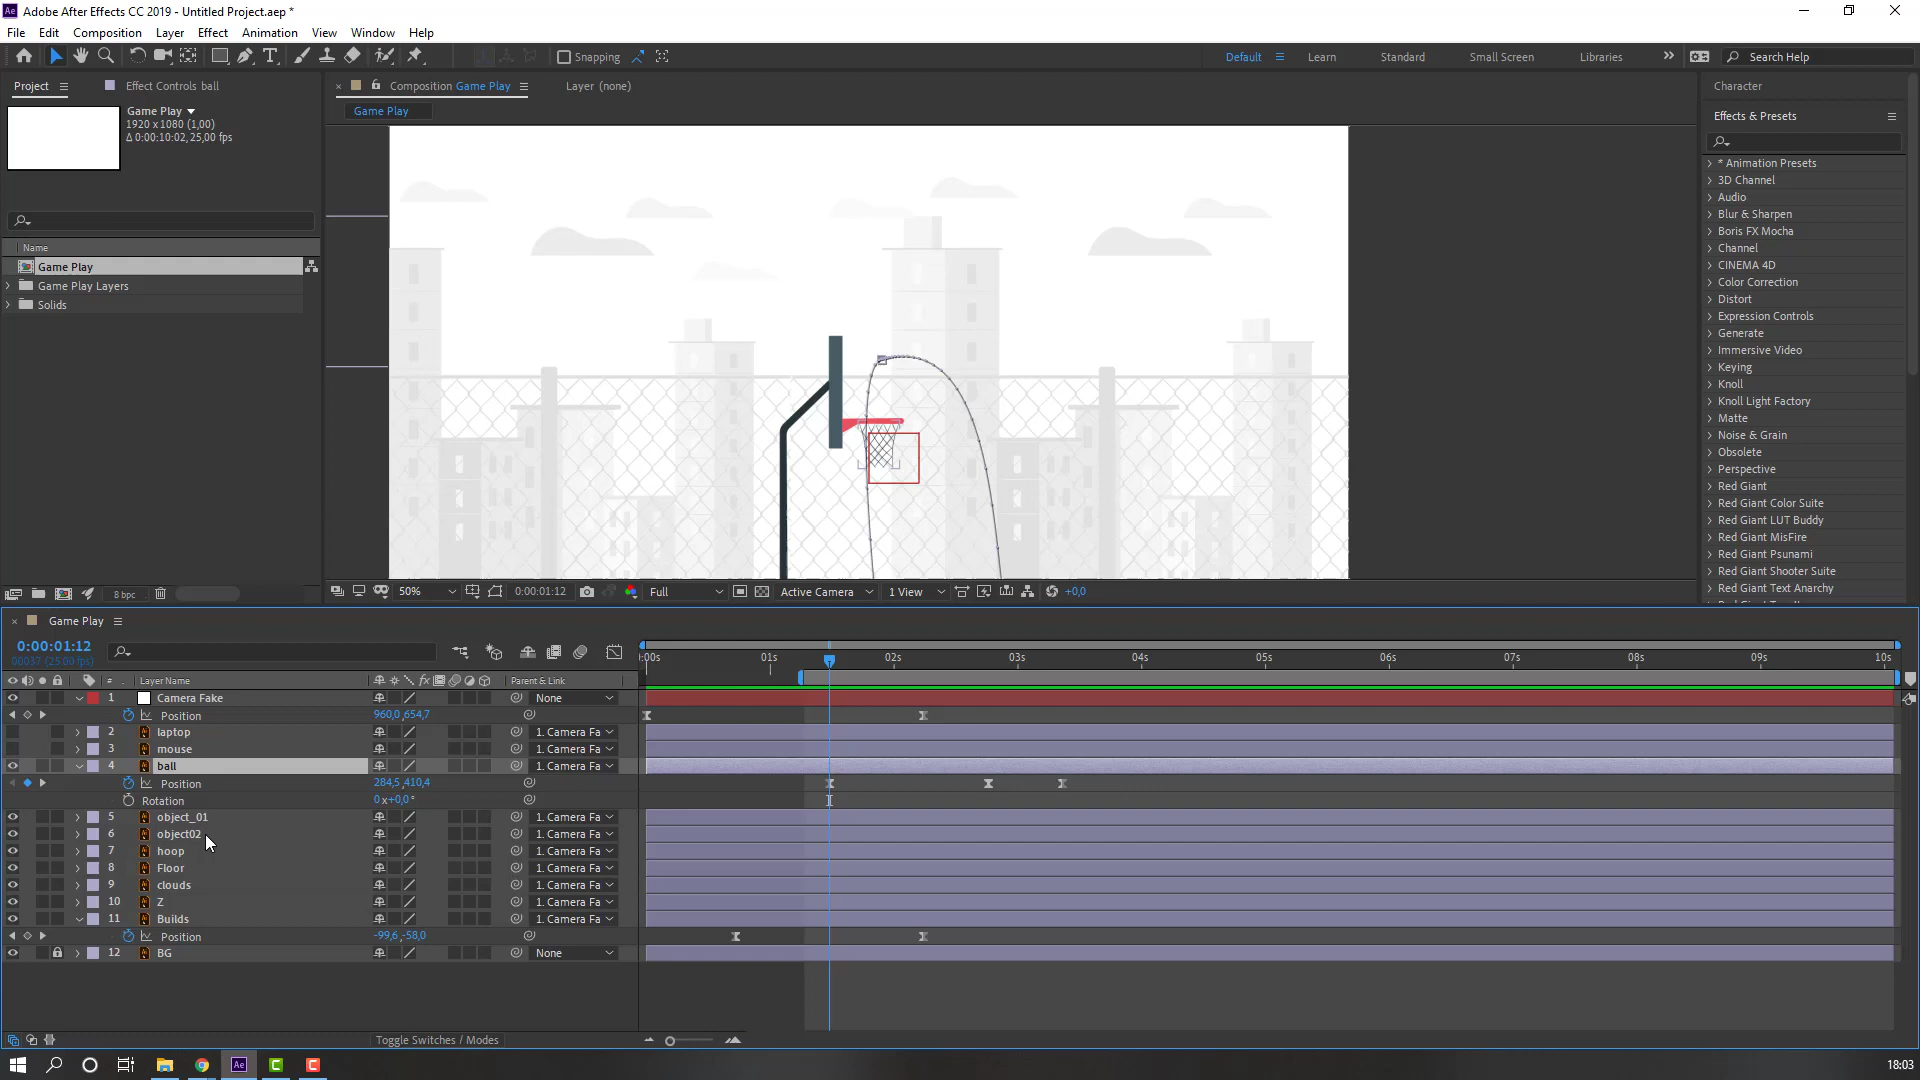 Adobe After Effects CC 2019 - Untitled Project.aep *
File Edit Composition Layer Effect Animation View Window Help
Snapping Default Learn Standard Small Screen Libraries Search Help
Project Effect Controls ball Composition Game Play Layer (none) Character
Game Play
1920 x 1080 (1,00)
Δ 0:00:10:02, 25,00 fps
Game Play
Effects & Presets
Name
Game Play
Game Play Layers
Solids
* Animation Presets
3D Channel
Audio
Blur & Sharpen
Boris FX Mocha
Channel
CINEMA 4D
Color Correction
Distort
Expression Controls
Generate
Immersive Video
Keying
Knoll
Knoll Light Factory
Matte
Noise & Grain
Obsolete
Perspective
Red Giant
Red Giant Color Suite
Red Giant LUT Buddy
Red Giant MisFire
Red Giant Psunami
Red Giant Shooter Suite
Red Giant Text Anarchy
8 bpc 50% 0:00:01:12 Full Active Camera 1 View +0,0
Game Play
0:00:01:12
00037 (25.00 fps)
:00s 01s 02s 03s 04s 05s 06s 07s 08s 09s 10s
# Layer Name fx Parent & Link
1 Camera Fake None
Position 960,0,654,7
2 laptop 1. Camera Fa
3 mouse 1. Camera Fa
4 ball 1. Camera Fa
Position 284,5,410,4
Rotation 0x+0,0°
5 object_01 1. Camera Fa
6 object02 1. Camera Fa
7 hoop 1. Camera Fa
8 Floor 1. Camera Fa
9 clouds 1. Camera Fa
10 Z 1. Camera Fa
11 Builds 1. Camera Fa
Position -99,6,-58,0
12 BG None
Toggle Switches / Modes
Ae C C 18:03